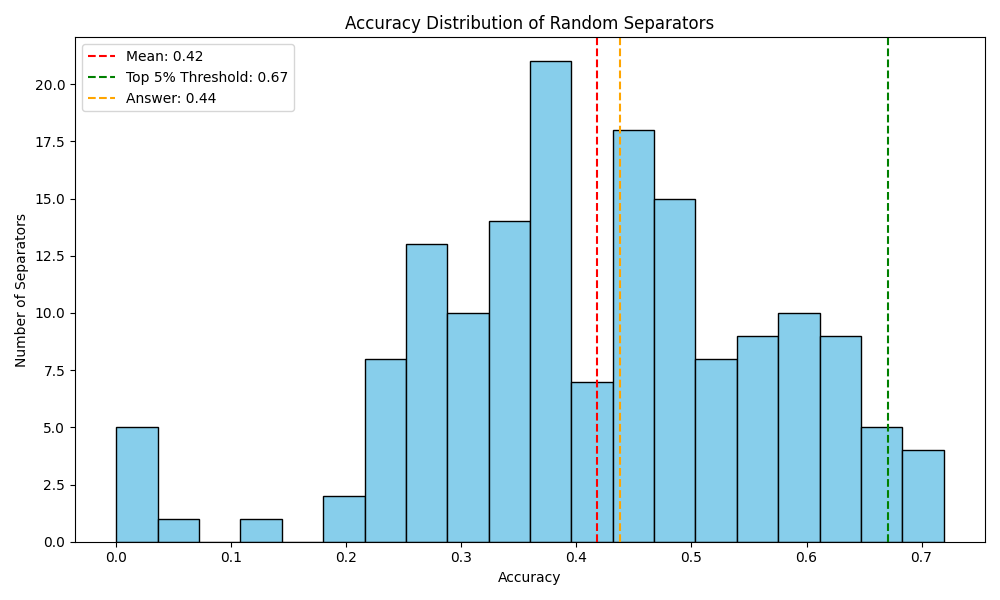 Accuracy Distribution of Random Separators
Mean: 0.42
Top 5% Threshold: 0.67
Answer: 0.44
Number of Separators
20.0
17.5
15.0
12.5
10.0
7.5
5.0
2.5
0.0
0.0 0.1 0.2 0.3 0.4 0.5 0.6 0.7
Accuracy